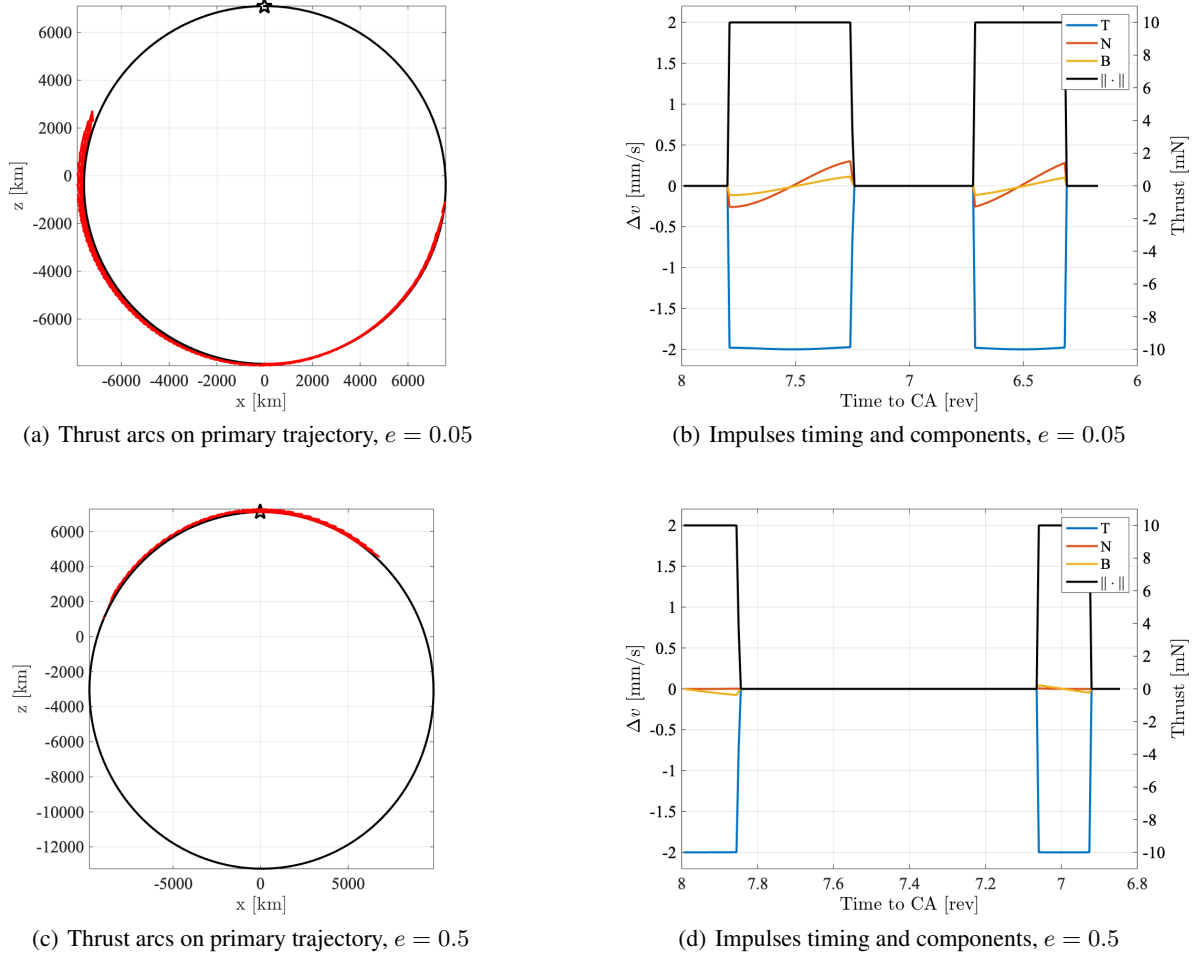 6000
4000
2000
0
-2000
-4000
-6000
z [km]
-6000 -4000 -2000 0 2000 4000 6000
x [km]
(a) Thrust arcs on primary trajectory, e = 0.05
2
1.5
1
0.5
0
-0.5
-1
-1.5
-2
Δv [mm/s]
T
N
B
‖ · ‖
10
8
6
4
2
0
-2
-4
-6
-8
-10
Thrust [mN]
8 7.5 7 6.5 6
Time to CA [rev]
(b) Impulses timing and components, e = 0.05
6000
4000
2000
0
-2000
-4000
-6000
-8000
-10000
-12000
z [km]
-5000 0 5000
x [km]
(c) Thrust arcs on primary trajectory, e = 0.5
2
1.5
1
0.5
0
-0.5
-1
-1.5
-2
Δv [mm/s]
T
N
B
‖ · ‖
10
8
6
4
2
0
-2
-4
-6
-8
-10
Thrust [mN]
8 7.8 7.6 7.4 7.2 7 6.8
Time to CA [rev]
(d) Impulses timing and components, e = 0.5